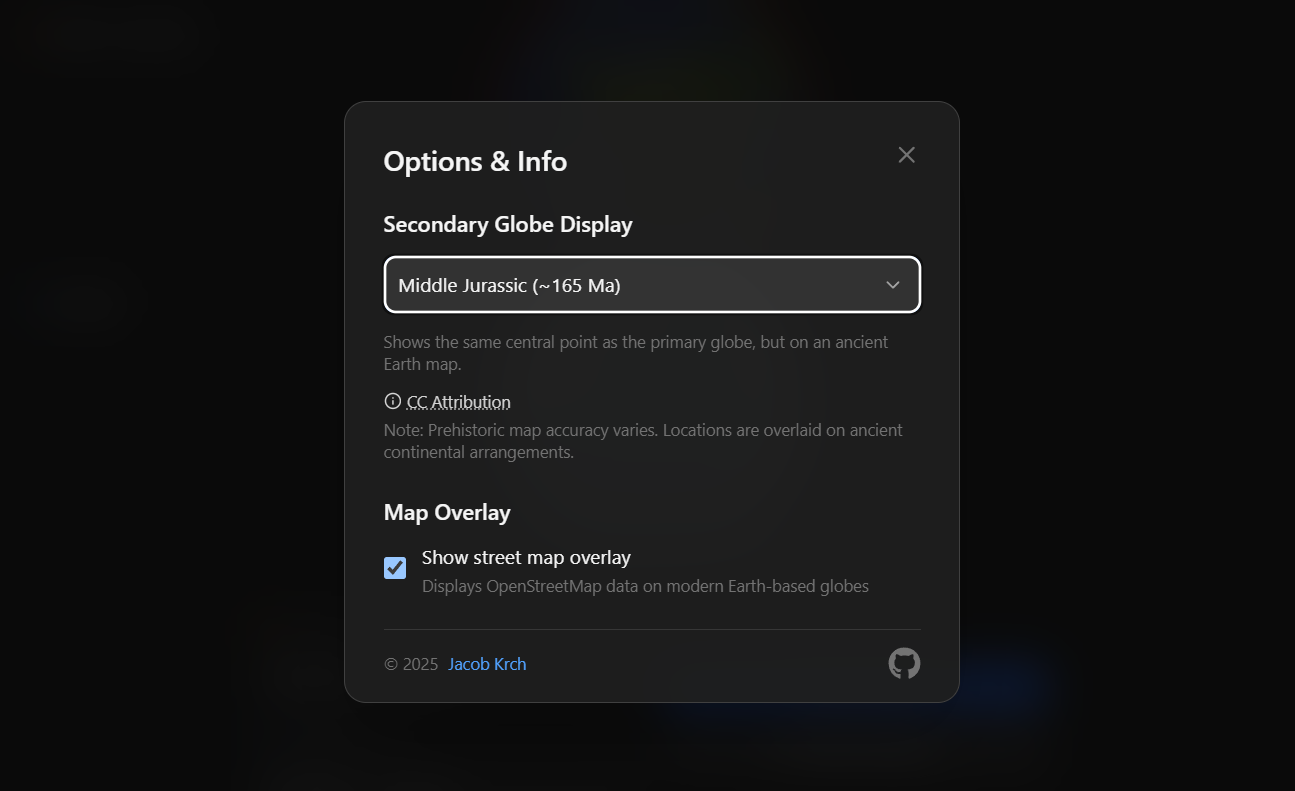 Options & Info
Secondary Globe Display
Middle Jurassic (~165 Ma)
Shows the same central point as the primary globe, but on an ancient
Earth map.
CC Attribution
Note: Prehistoric map accuracy varies. Locations are overlaid on ancient
continental arrangements.
Map Overlay
Show street map overlay
Displays OpenStreetMap data on modern Earth-based globes
© 2025 Jacob Krch